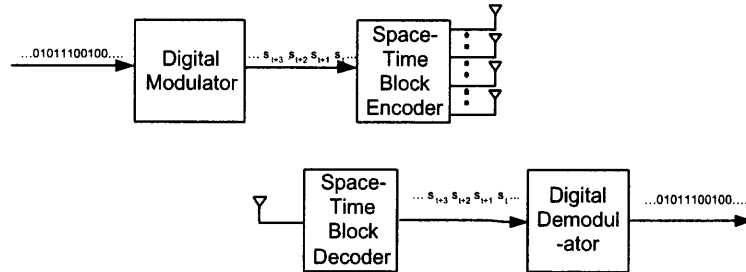 ...01011100100....
Digital
Modulator
... s_{t+3} s_{t+2} s_{t+1} s_t...
Space-
Time
Block
Encoder
Space-
Time
Block
Decoder
... s_{t+3} s_{t+2} s_{t+1} s_t ...
Digital
Demodul
-ator
...01011100100....